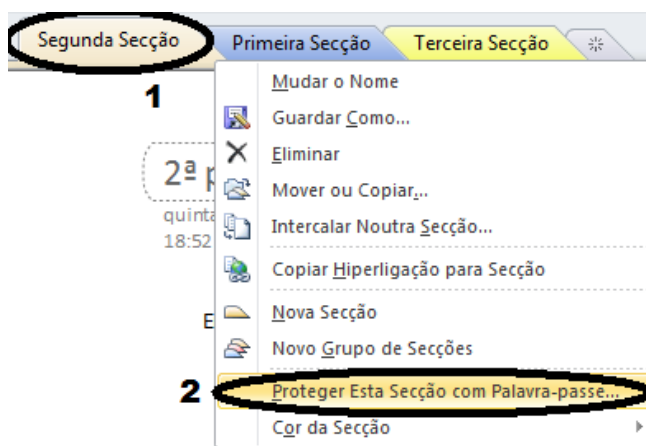 Segunda Secção Primeira Secção Terceira Secção
1
Mudar o Nome
Guardar Como...
Eliminar
2ª p
Mover ou Copiar...
quinta
Intercalar Noutra Secção...
18:52
Copiar Hiperligação para Secção
E
Nova Secção
Novo Grupo de Secções
2
Proteger Esta Secção com Palavra-passe...
Cor da Secção